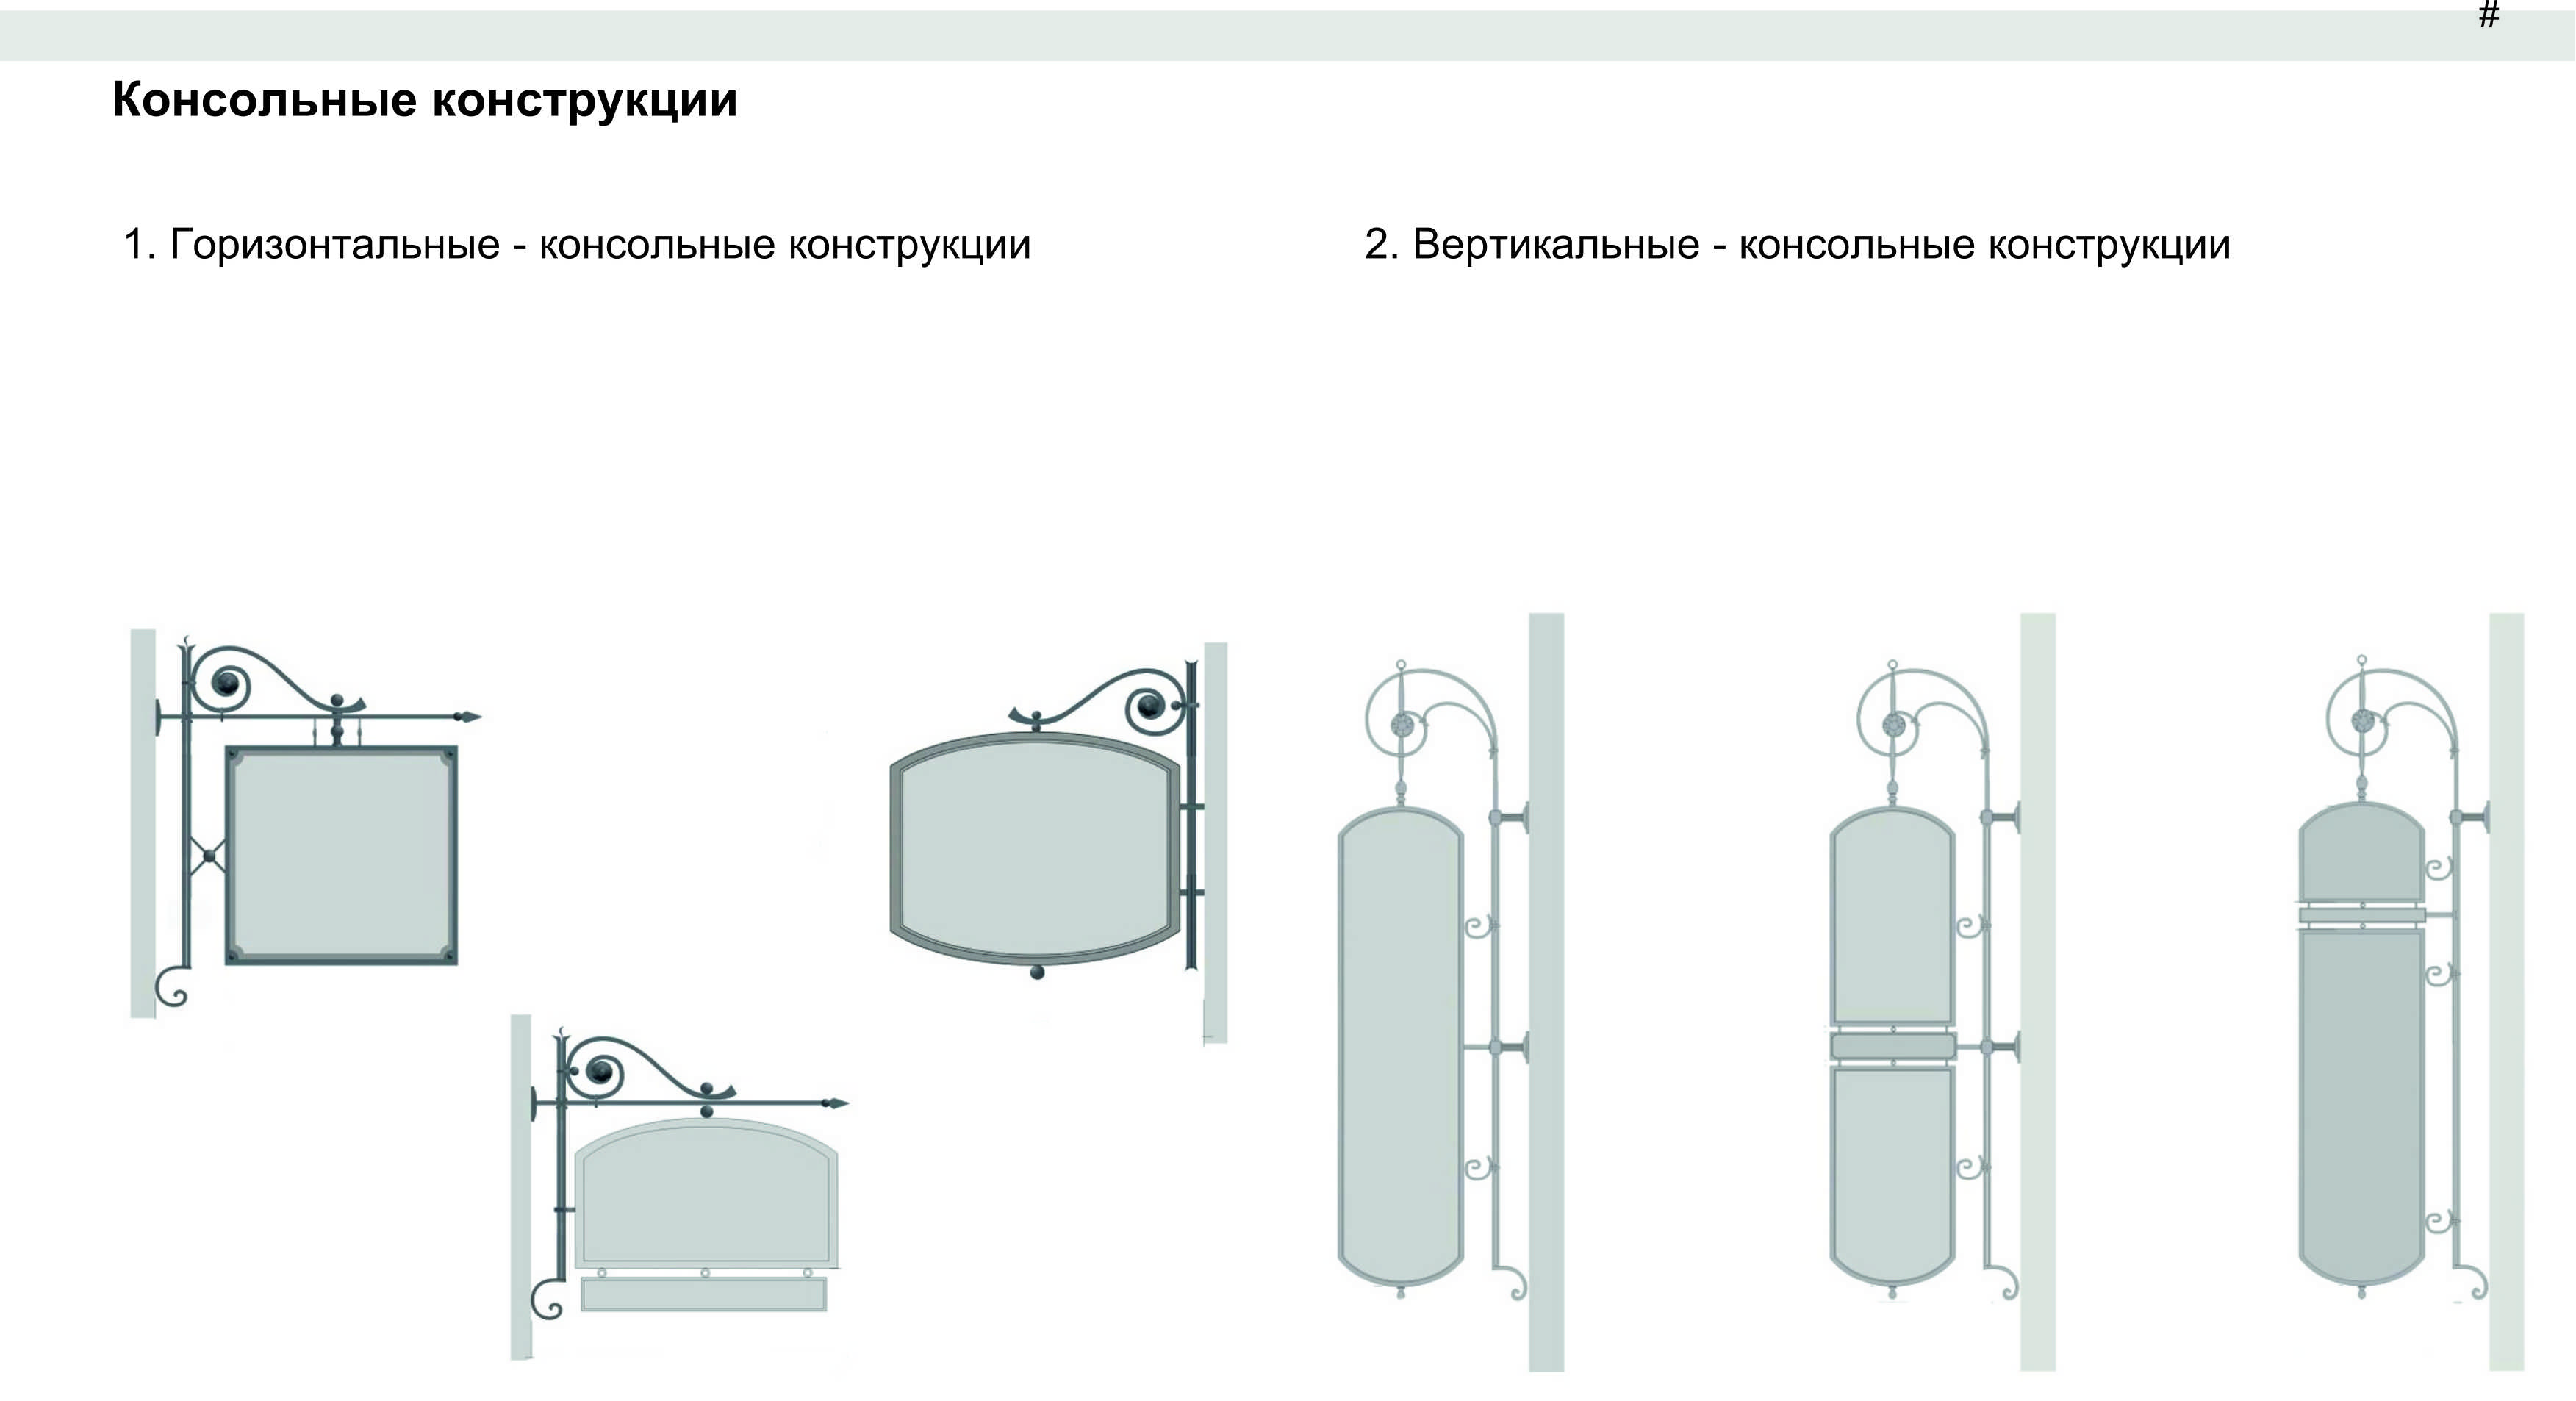 #
Консольные конструкции
1. Горизонтальные - консольные конструкции
2. Вертикальные - консольные конструкции